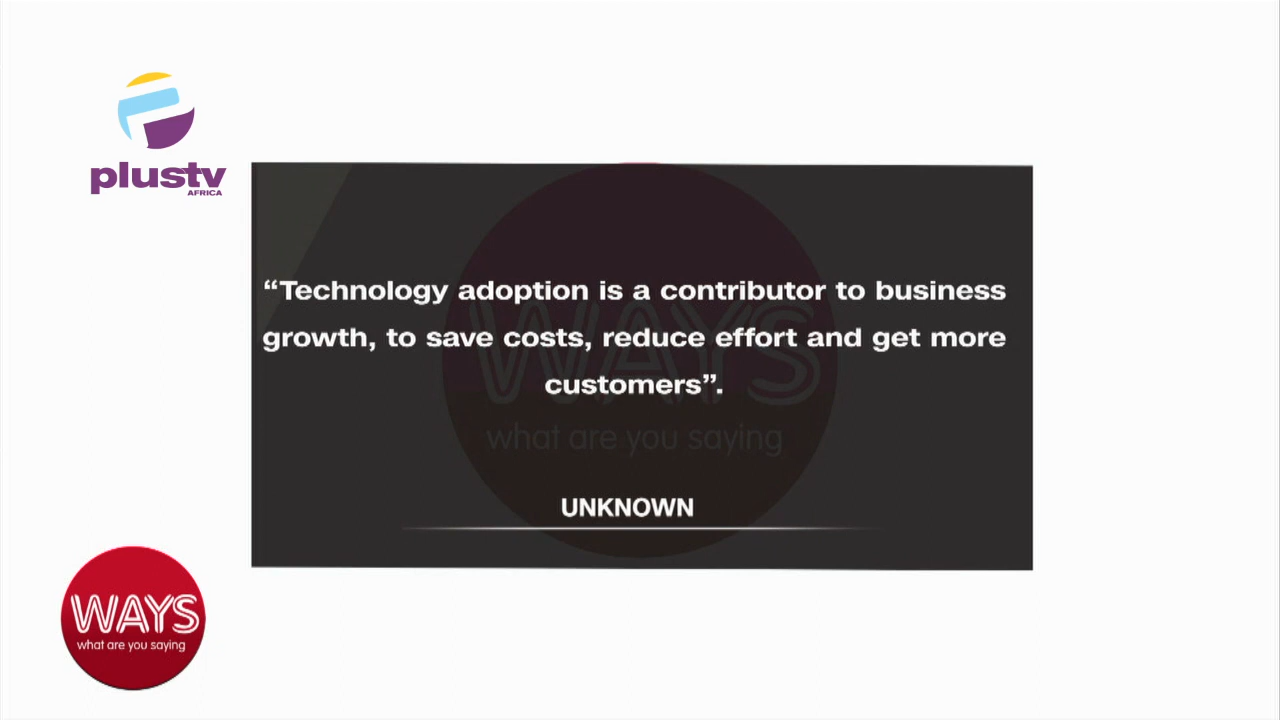 plustv
AFRICA
“Technology adoption is a contributor to business
growth, to save costs, reduce effort and get more
customers”.
WAYS
what are you saying
UNKNOWN
WAYS
what are you saying